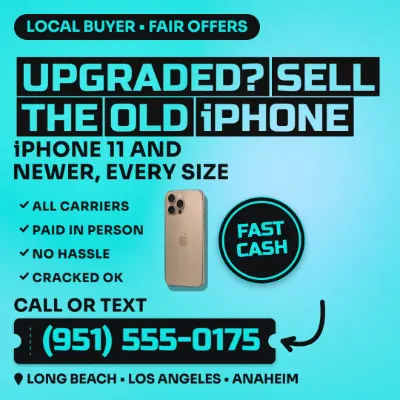 LOCAL BUYER • FAIR OFFERS
UPGRADED? SELL
THE OLD iPHONE
iPHONE 11 AND
NEWER, EVERY SIZE
✓ ALL CARRIERS
✓ PAID IN PERSON
✓ NO HASSLE
✓ CRACKED OK
FAST
CASH
CALL OR TEXT
(951) 555-0175
LONG BEACH • LOS ANGELES • ANAHEIM